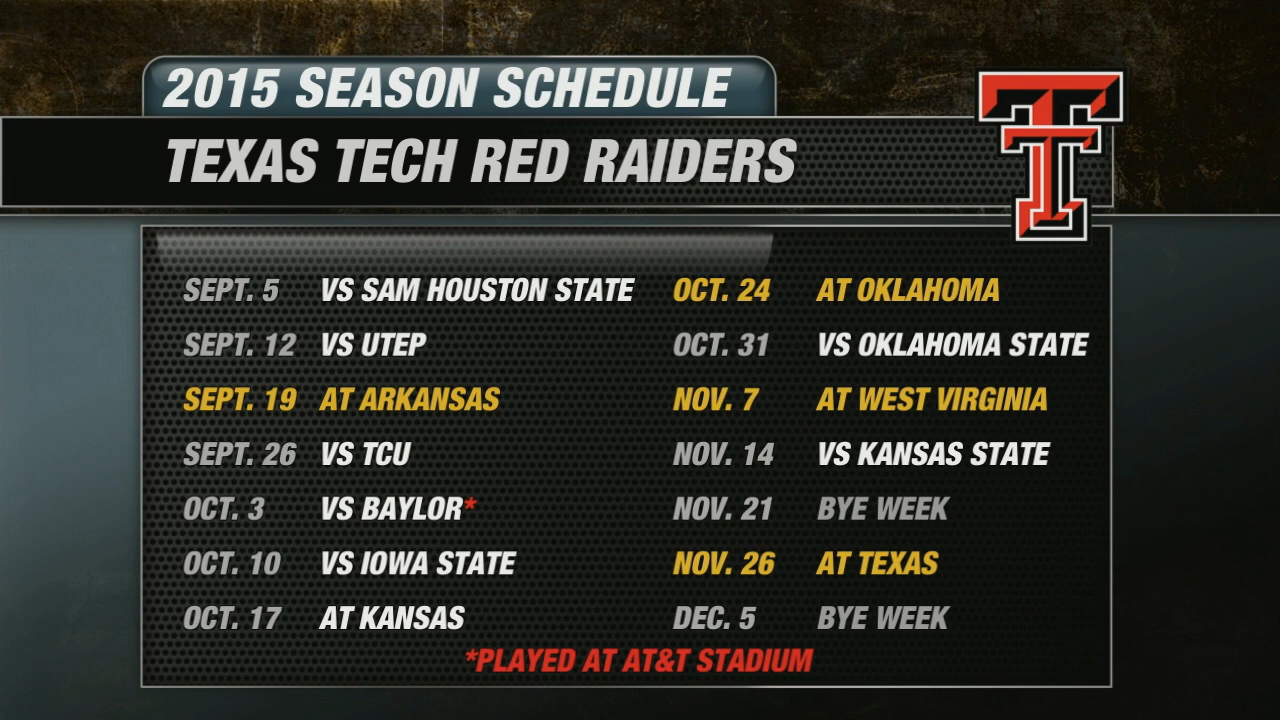 2015 SEASON SCHEDULE
TEXAS TECH RED RAIDERS
SEPT. 5 VS SAM HOUSTON STATE
SEPT. 12 VS UTEP
SEPT. 19 AT ARKANSAS
SEPT. 26 VS TCU
OCT. 3 VS BAYLOR*
OCT. 10 VS IOWA STATE
OCT. 17 AT KANSAS
OCT. 24 AT OKLAHOMA
OCT. 31 VS OKLAHOMA STATE
NOV. 7 AT WEST VIRGINIA
NOV. 14 VS KANSAS STATE
NOV. 21 BYE WEEK
NOV. 26 AT TEXAS
DEC. 5 BYE WEEK
*PLAYED AT AT&T STADIUM